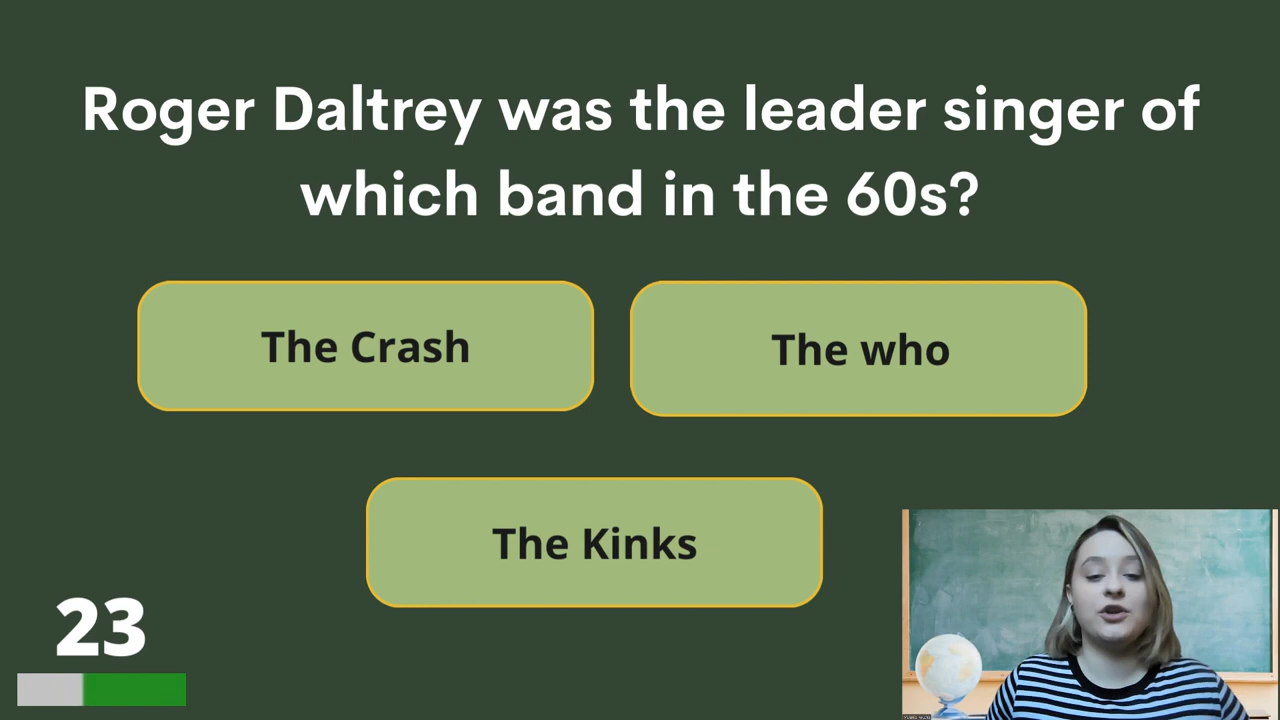 Roger Daltrey was the leader singer of
which band in the 60s?
The Crash
The who
The Kinks
23